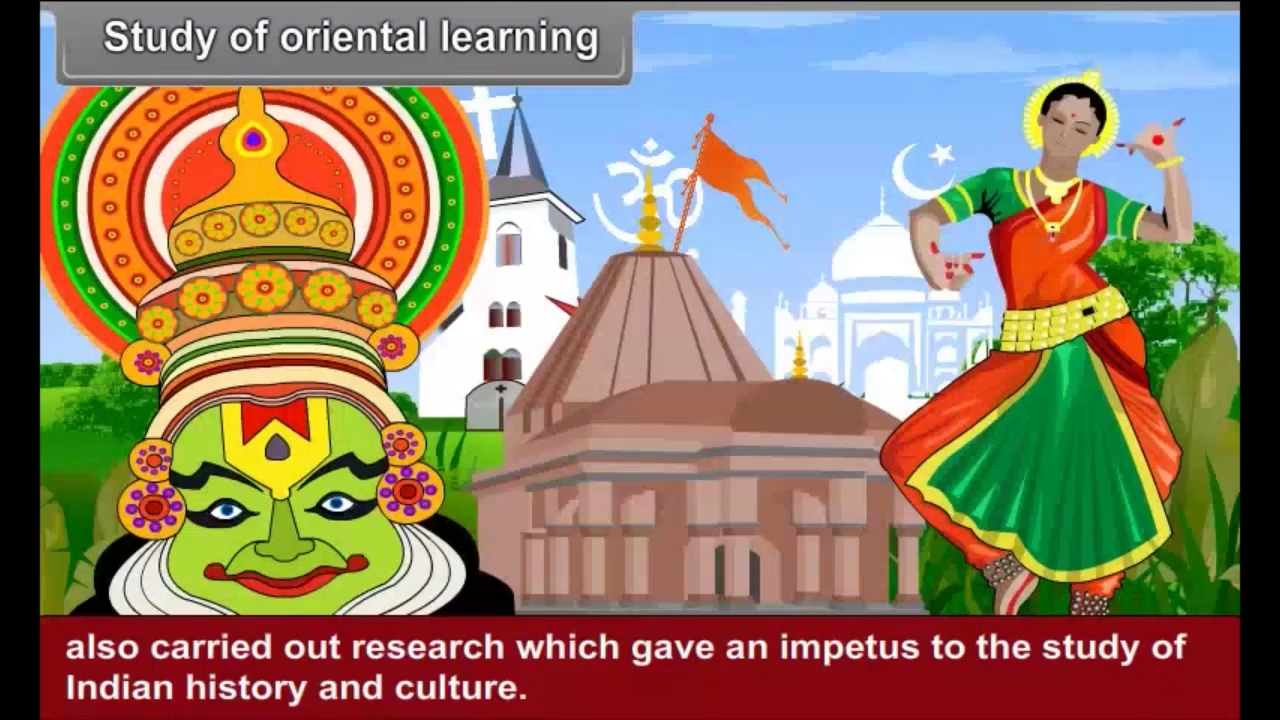 Study of oriental learning
ॐ
also carried out research which gave an impetus to the study of
Indian history and culture.